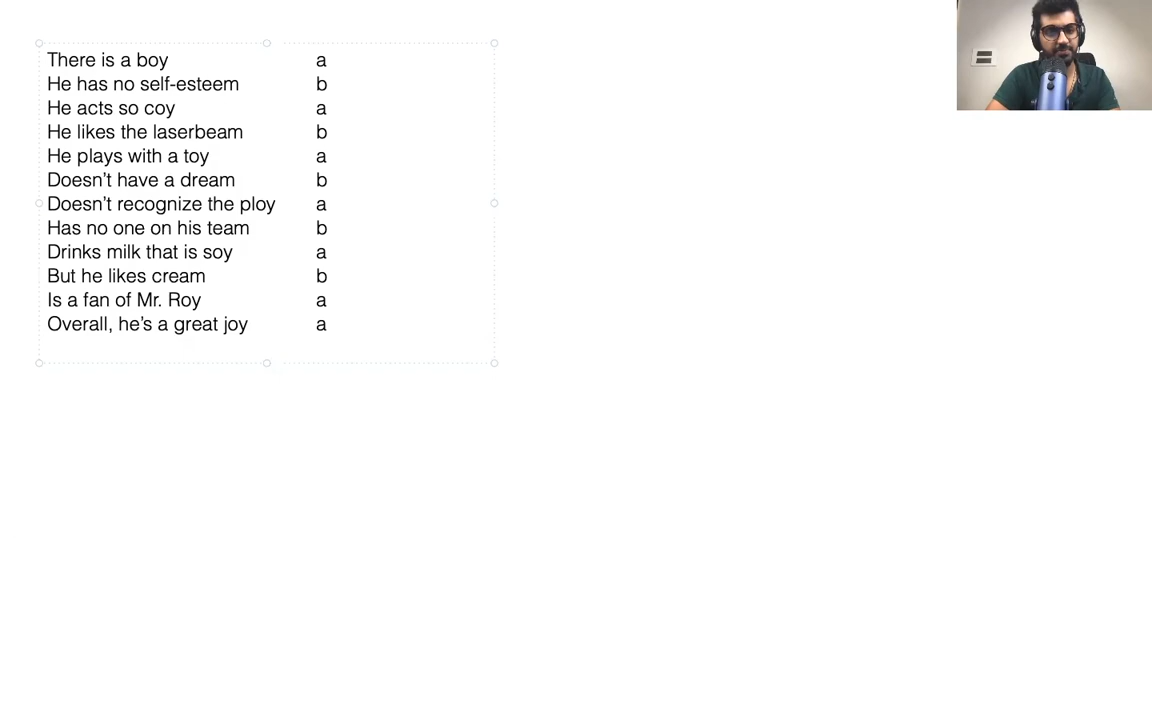 There is a boy a
He has no self-esteem b
He acts so coy a
He likes the laserbeam b
He plays with a toy a
Doesn’t have a dream b
Doesn’t recognize the ploy a
Has no one on his team b
Drinks milk that is soy a
But he likes cream b
Is a fan of Mr. Roy a
Overall, he’s a great joy a